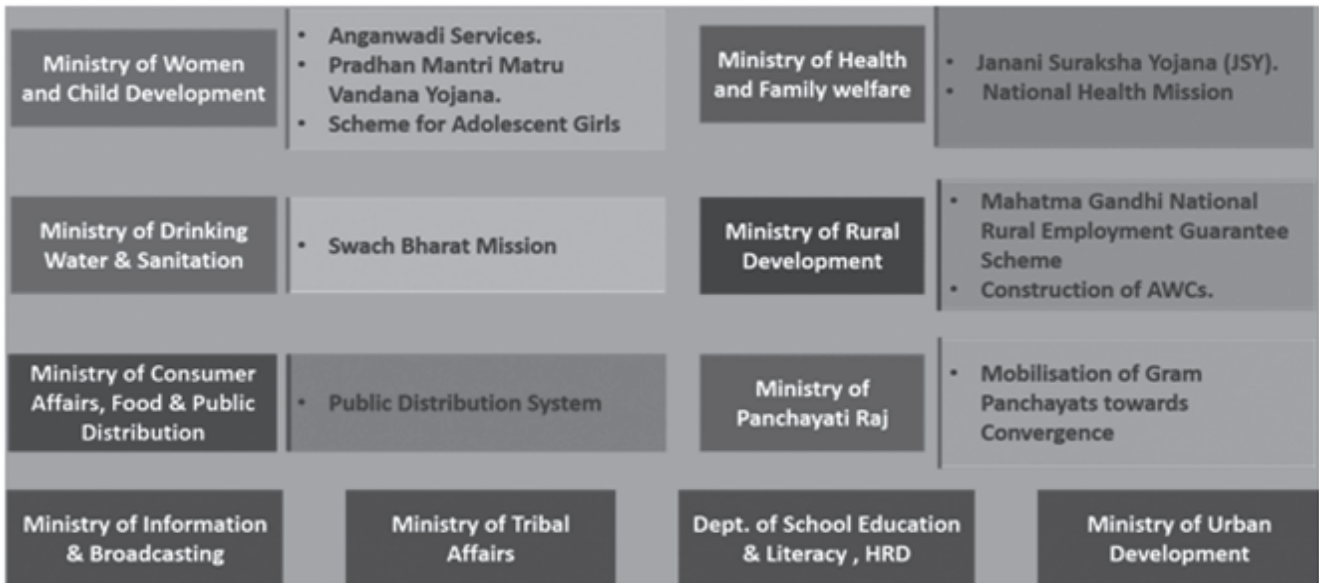 Ministry of Women
and Child Development
• Anganwadi Services.
• Pradhan Mantri Matru
Vandana Yojana.
• Scheme for Adolescent Girls
Ministry of Health
and Family welfare
• Janani Suraksha Yojana (JSY).
• National Health Mission
Ministry of Drinking
Water & Sanitation
• Swach Bharat Mission
Ministry of Rural
Development
• Mahatma Gandhi National
Rural Employment Guarantee
Scheme
• Construction of AWCs.
Ministry of Consumer
Affairs, Food & Public
Distribution
• Public Distribution System
Ministry of
Panchayati Raj
• Mobilisation of Gram
Panchayats towards
Convergence
Ministry of Information
& Broadcasting
Ministry of Tribal
Affairs
Dept. of School Education
& Literacy , HRD
Ministry of Urban
Development